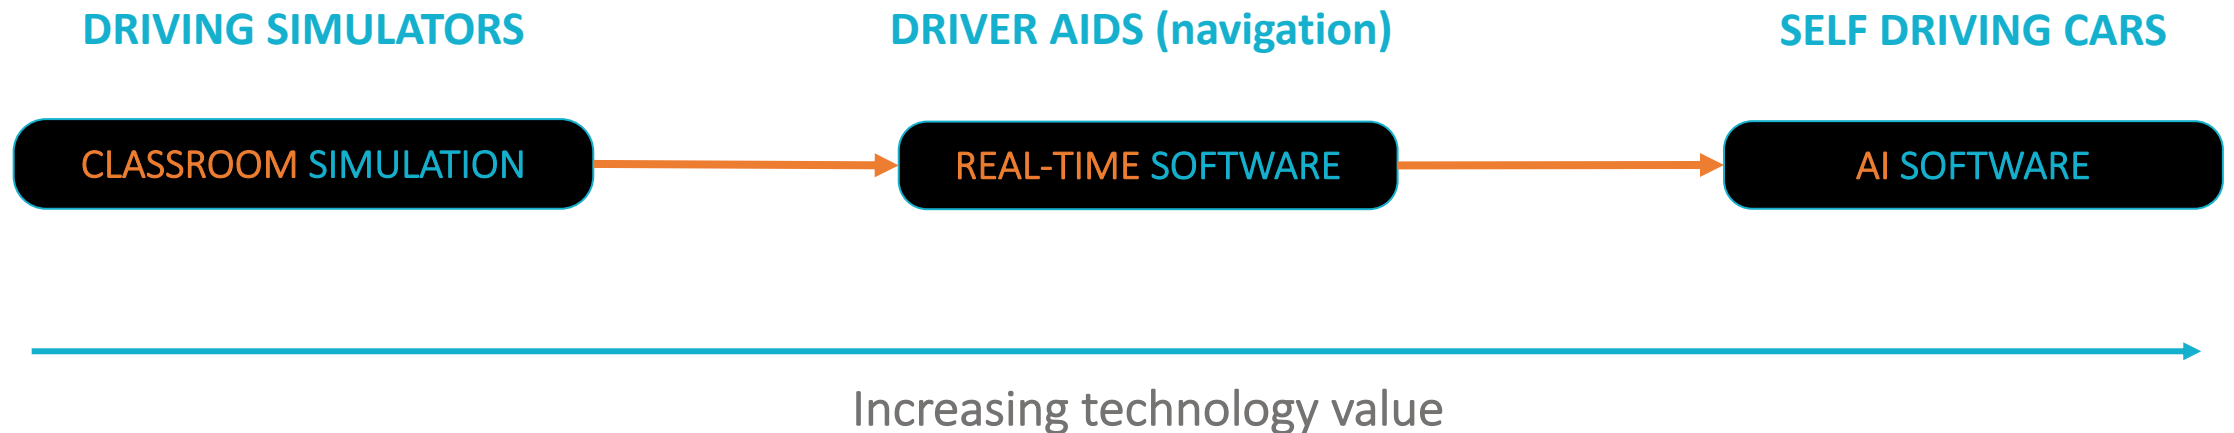 DRIVING SIMULATORS
DRIVER AIDS (navigation)
SELF DRIVING CARS
CLASSROOM SIMULATION
REAL-TIME SOFTWARE
AI SOFTWARE
Increasing technology value